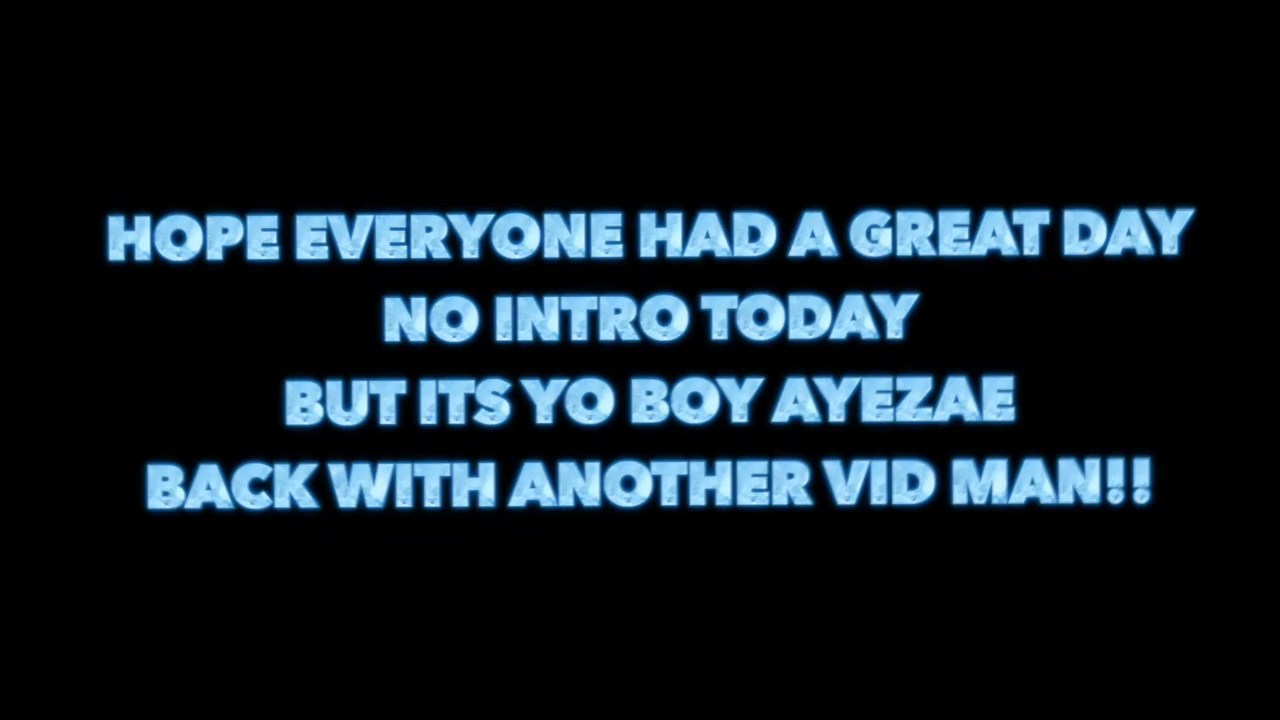 HOPE EVERYONE HAD A GREAT DAY
NO INTRO TODAY
BUT ITS YO BOY AYEZAE
BACK WITH ANOTHER VID MAN!!